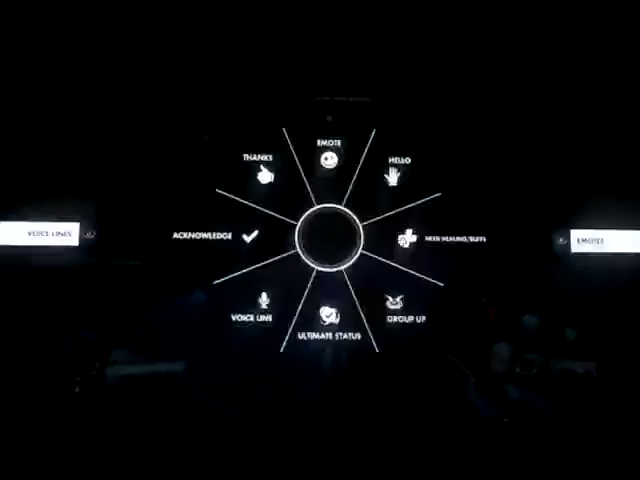 EMOTE
THANKS
HELLO
VOICE LINES
ACKNOWLEDGE
NEED HEALING/BUFFS
EMOTES
VOICE LINE
GROUP UP
ULTIMATE STATUS